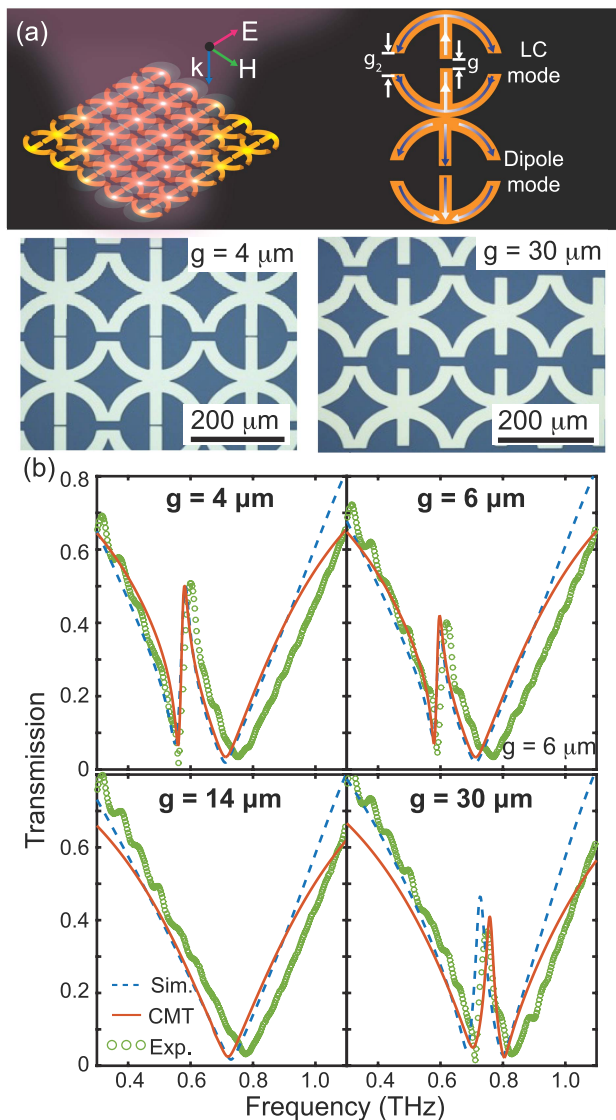 (a)
E
k
H
g₂
g
LC
mode
Dipole
mode
g = 4 μm
g = 30 μm
200 μm
200 μm
(b)
0.8
g = 4 μm
g = 6 μm
0.6
0.4
0.2
g = 6 μm
0
g = 14 μm
g = 30 μm
0.6
0.4
0.2
Sim.
CMT
Exp.
0
0.4 0.6 0.8 1.0
0.4 0.6 0.8 1.0
Transmission
Frequency (THz)